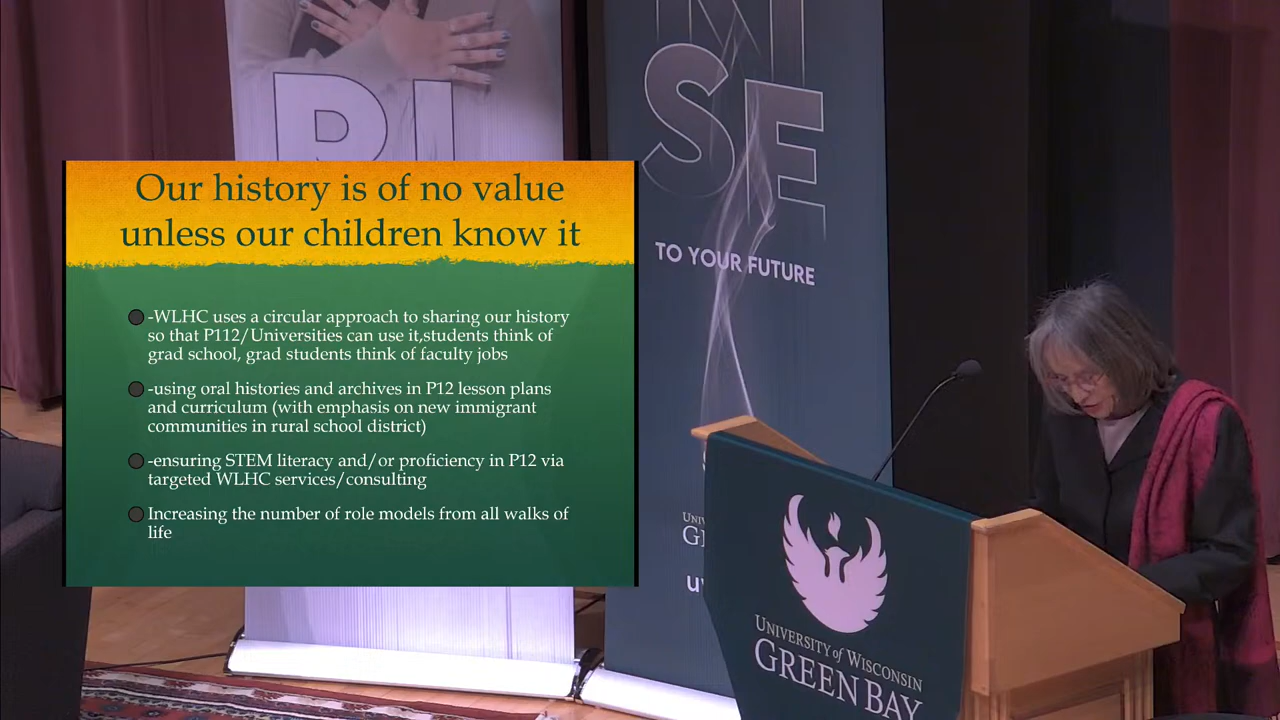 RI
SE
TO YOUR FUTURE
RI
Our history is of no value
unless our children know it
-WLHC uses a circular approach to sharing our history
so that P112/Universities can use it,students think of
grad school, grad students think of faculty jobs
-using oral histories and archives in P12 lesson plans
and curriculum (with emphasis on new immigrant
communities in rural school district)
-ensuring STEM literacy and/or proficiency in P12 via
targeted WLHC services/consulting
Increasing the number of role models from all walks of
life
UNIVERSITY of WISCONSIN
GREEN BAY